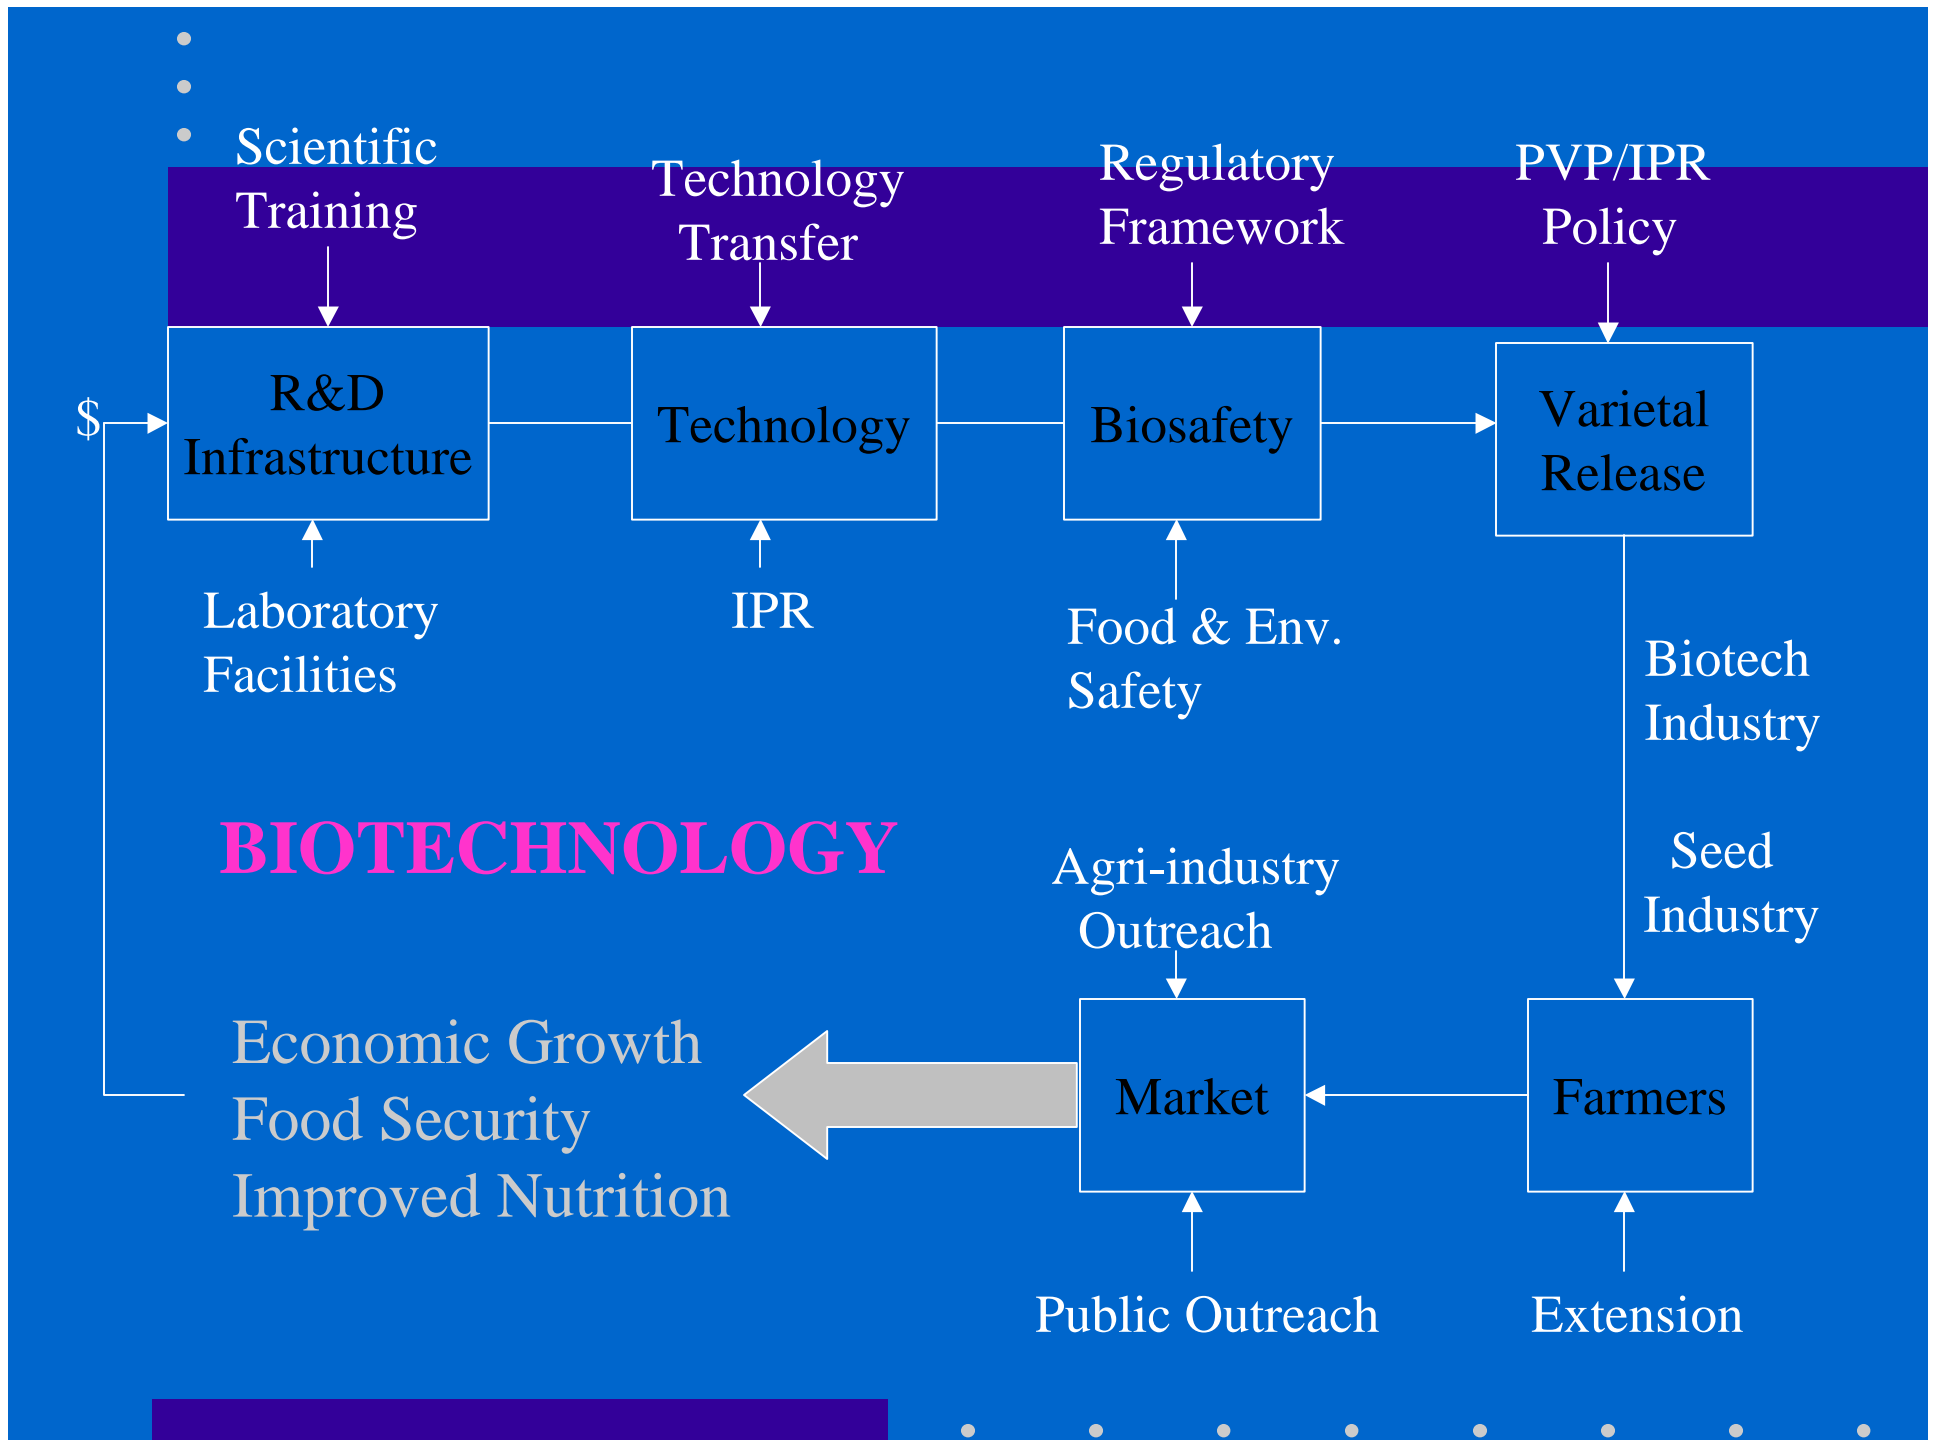 Scientific
Training
Technology
Transfer
Regulatory
Framework
PVP/IPR
Policy
$
R&D
Infrastructure
Technology
Biosafety
Varietal
Release
Laboratory
Facilities
IPR
Food & Env.
Safety
Biotech
Industry
BIOTECHNOLOGY
Agri-industry
Outreach
Seed
Industry
Economic Growth
Food Security
Improved Nutrition
Market
Farmers
Public Outreach
Extension